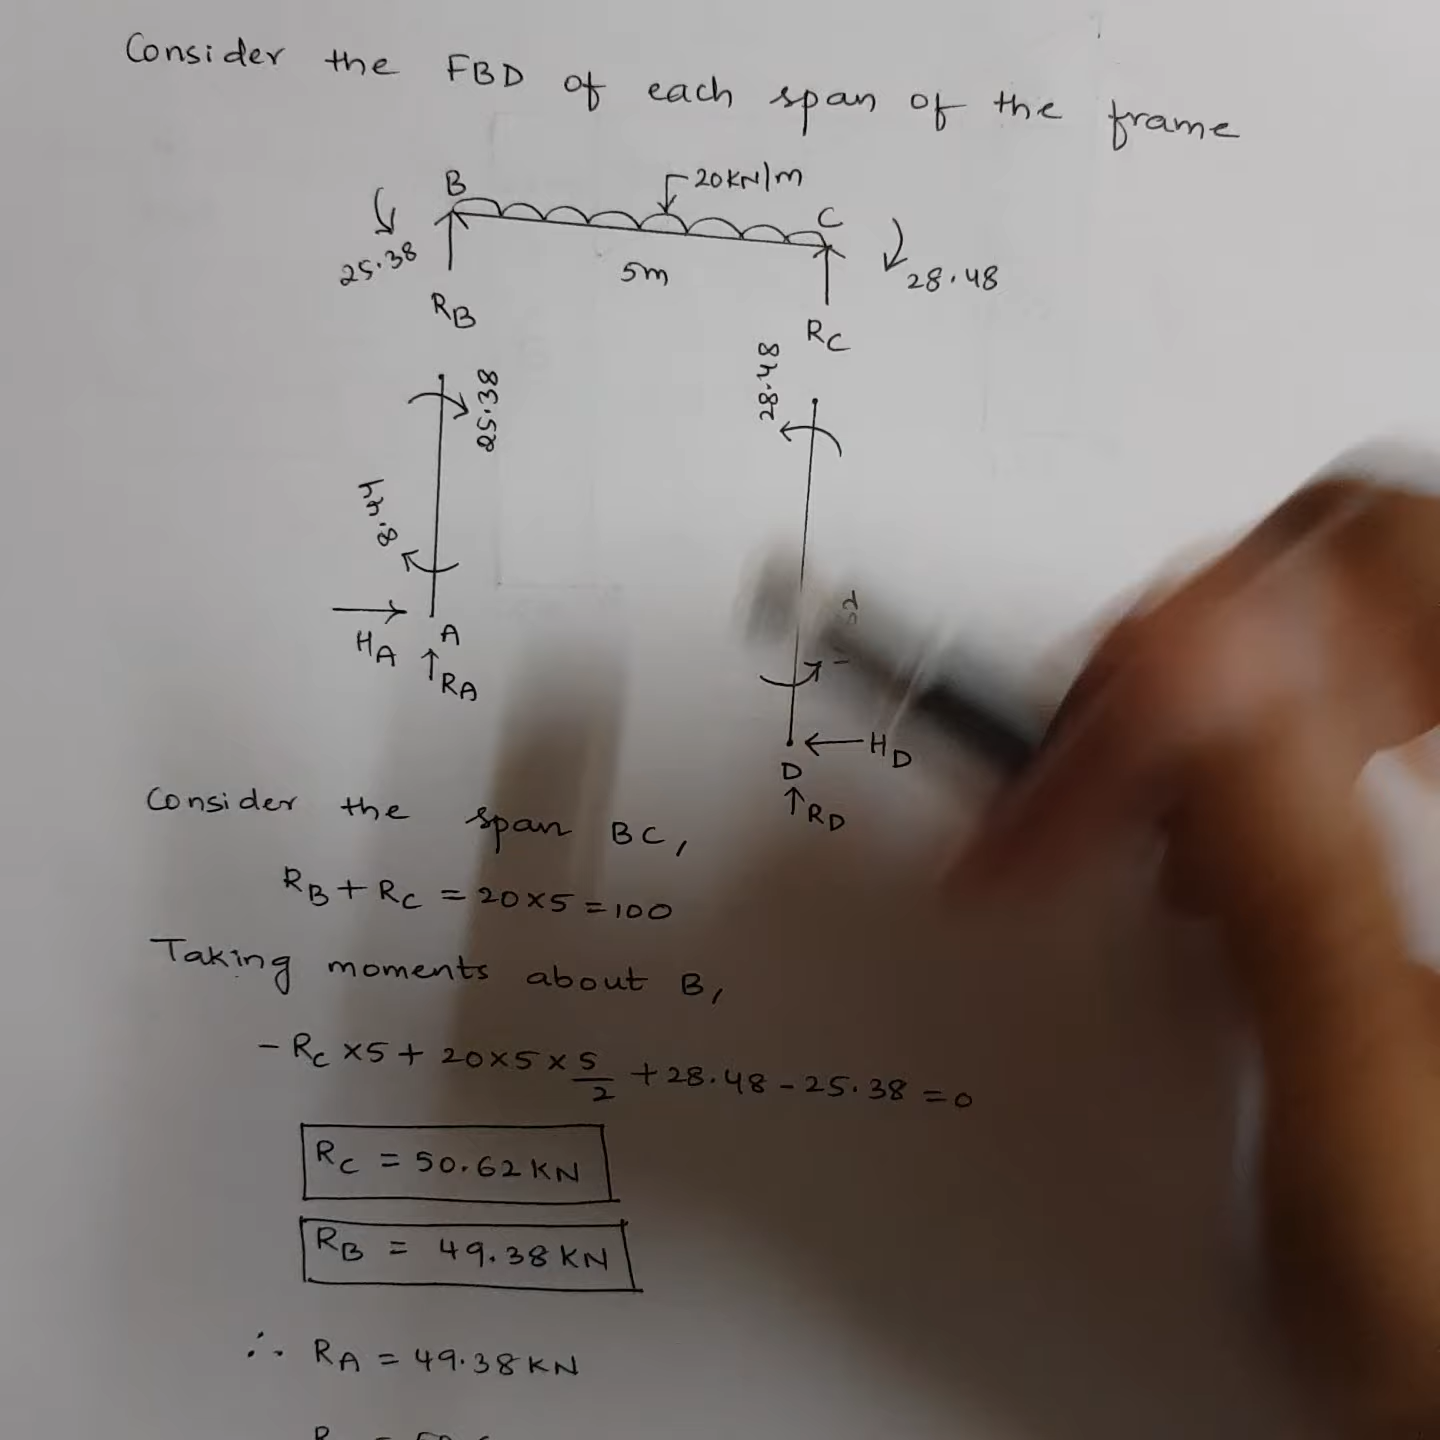 Consider the FBD of each span of the frame
B
20KN/m
C
25.38
28.48
5m
RB
RC
25.38
28.48
8.44
HA
A
RA
HD
D
RD
Consider the span BC,
RB + RC = 20×5 = 100
Taking moments about B,
- RC ×5 + 20×5×5/2 + 28.48 - 25.38 = 0
RC = 50.62 KN
RB = 49.38 KN
∴ RA = 49.38 KN